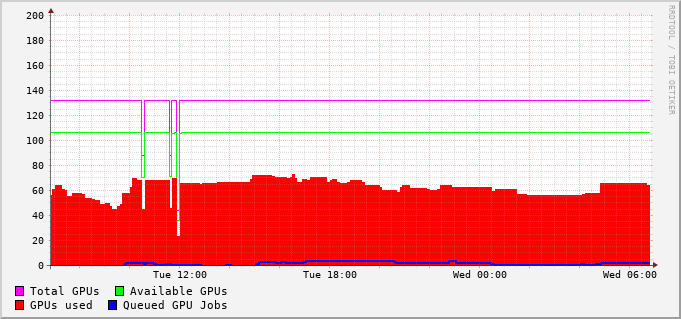 200
180
160
140
120
100
80
60
40
20
0
Tue 12:00 Tue 18:00 Wed 00:00 Wed 06:00
Total GPUs Available GPUs
GPUs used Queued GPU Jobs
RRDTOOL / TOBI OETIKER